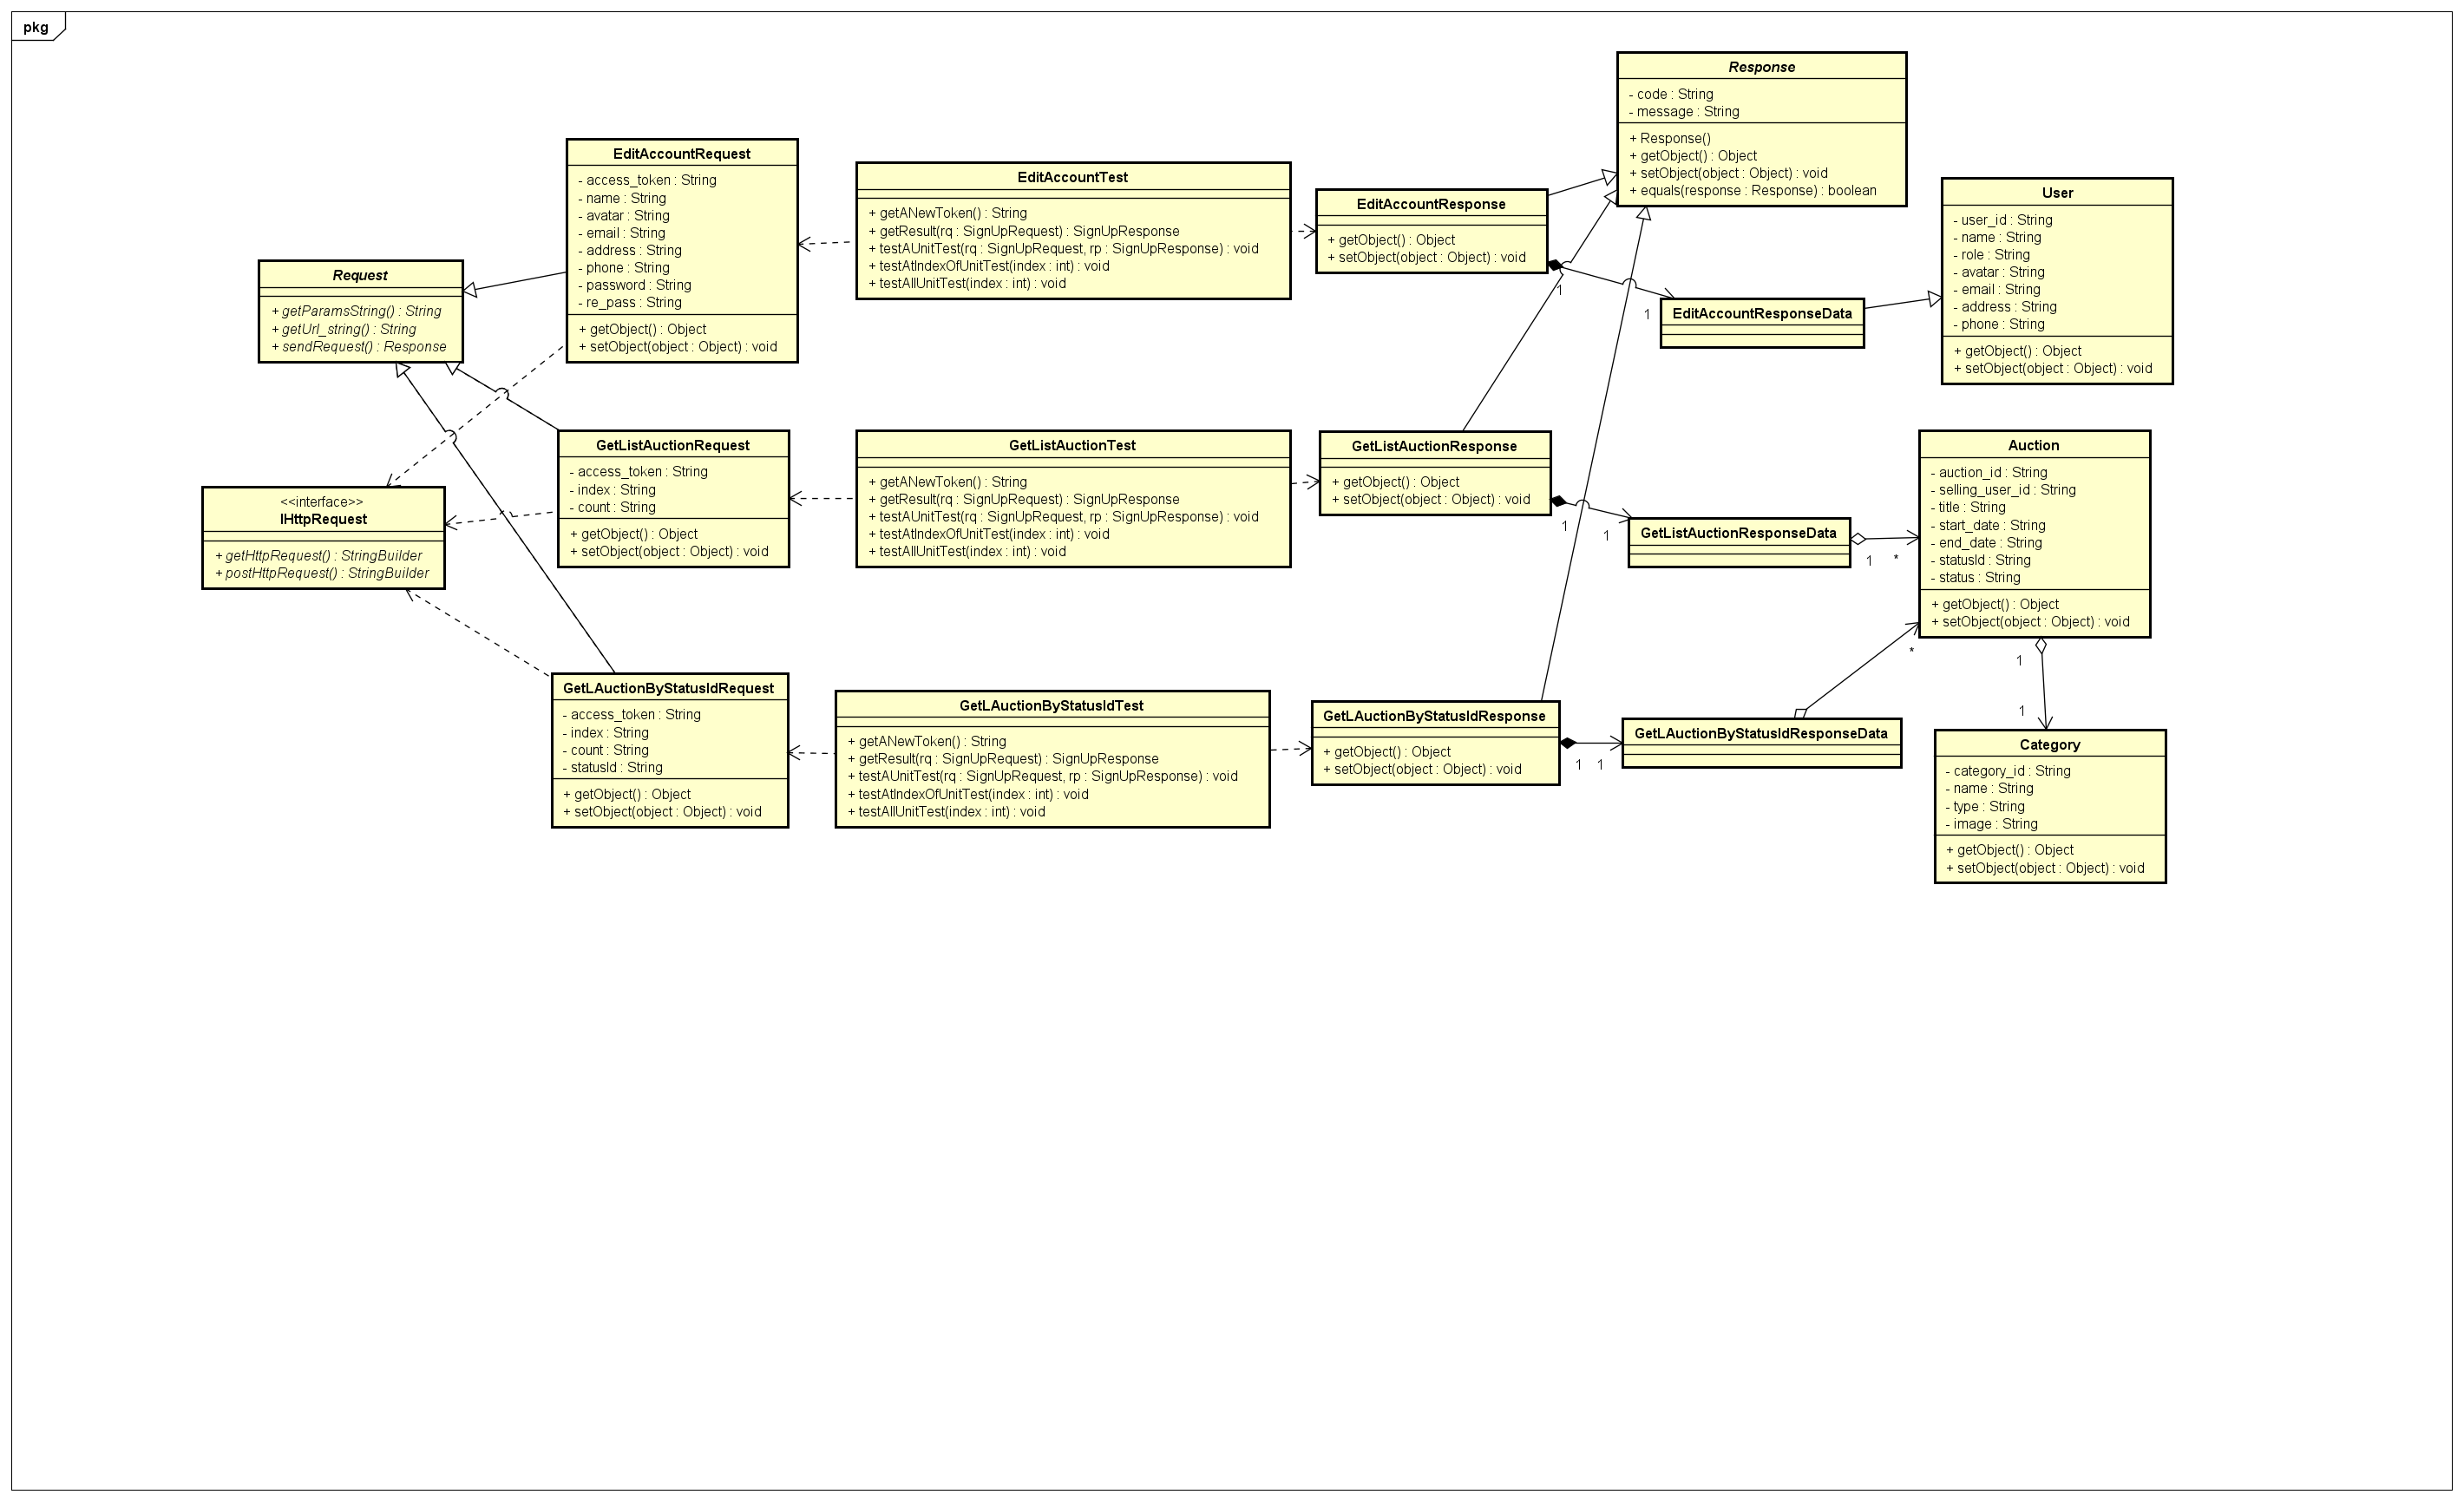 pkg
Response
- code : String
- message : String
+ Response()
+ getObject() : Object
+ setObject(object : Object) : void
+ equals(response : Response) : boolean
EditAccountRequest
- access_token : String
- name : String
- avatar : String
- email : String
- address : String
- phone : String
- password : String
- re_pass : String
+ getObject() : Object
+ setObject(object : Object) : void
EditAccountTest
+ getANewToken() : String
+ getResult(rq : SignUpRequest) : SignUpResponse
+ testAUnitTest(rq : SignUpRequest, rp : SignUpResponse) : void
+ testAtIndexOfUnitTest(index : int) : void
+ testAllUnitTest(index : int) : void
EditAccountResponse
+ getObject() : Object
+ setObject(object : Object) : void
1
1
EditAccountResponseData
User
- user_id : String
- name : String
- role : String
- avatar : String
- email : String
- address : String
- phone : String
+ getObject() : Object
+ setObject(object : Object) : void
Request
+ getParamsString() : String
+ getUrl_string() : String
+ sendRequest() : Response
<<interface>>
IHttpRequest
+ getHttpRequest() : StringBuilder
+ postHttpRequest() : StringBuilder
GetListAuctionRequest
- access_token : String
- index : String
- count : String
+ getObject() : Object
+ setObject(object : Object) : void
GetListAuctionTest
+ getANewToken() : String
+ getResult(rq : SignUpRequest) : SignUpResponse
+ testAUnitTest(rq : SignUpRequest, rp : SignUpResponse) : void
+ testAtIndexOfUnitTest(index : int) : void
+ testAllUnitTest(index : int) : void
GetListAuctionResponse
+ getObject() : Object
+ setObject(object : Object) : void
1
1
GetListAuctionResponseData
1
*
Auction
- auction_id : String
- selling_user_id : String
- title : String
- start_date : String
- end_date : String
- statusId : String
- status : String
+ getObject() : Object
+ setObject(object : Object) : void
*
1
1
GetLAuctionByStatusIdRequest
- access_token : String
- index : String
- count : String
- statusId : String
+ getObject() : Object
+ setObject(object : Object) : void
GetLAuctionByStatusIdTest
+ getANewToken() : String
+ getResult(rq : SignUpRequest) : SignUpResponse
+ testAUnitTest(rq : SignUpRequest, rp : SignUpResponse) : void
+ testAtIndexOfUnitTest(index : int) : void
+ testAllUnitTest(index : int) : void
GetLAuctionByStatusIdResponse
+ getObject() : Object
+ setObject(object : Object) : void
1
1
GetLAuctionByStatusIdResponseData
Category
- category_id : String
- name : String
- type : String
- image : String
+ getObject() : Object
+ setObject(object : Object) : void